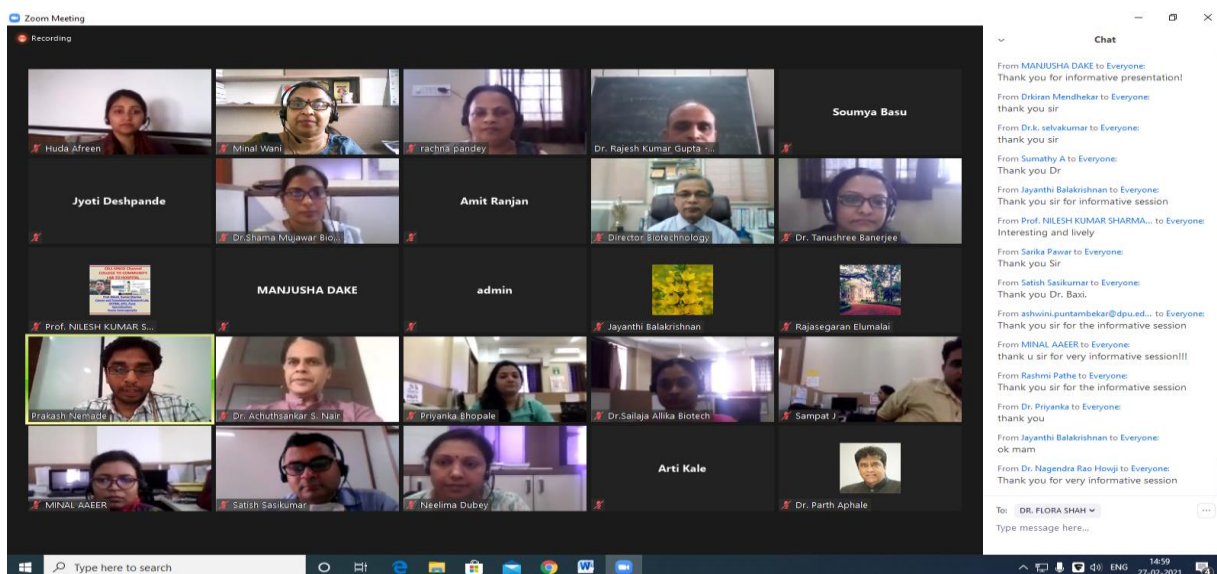 Zoom Meeting
Recording
Huda Afreen
Minal Wani
rachna pandey
Dr. Rajesh Kumar Gupta -...
Soumya Basu
Jyoti Deshpande
Dr.Shama Mujawar Bio...
Amit Ranjan
Director Biotechnology
Dr. Tanushree Banerjee
Prof. NILESH KUMAR S...
MANJUSHA DAKE
admin
Jayanthi Balakrishnan
Rajasegaran Elumalai
Prakash Nemade
Dr. Achuthsankar S. Nair
Priyanka Bhopale
Dr.Sailaja Allika Biotech
Sampat J
MINAL AAEER
Satish Sasikumar
Neelima Dubey
Arti Kale
Dr. Parth Aphale
Chat
From MANJUSHA DAKE to Everyone:
Thank you for informative presentation!
From Drkiran Mendhekar to Everyone:
thank you sir
From Dr.k. selvakumar to Everyone:
thank you sir
From Sumathy A to Everyone:
Thank you Dr
From Jayanthi Balakrishnan to Everyone:
Thank you sir for informative session
From Prof. NILESH KUMAR SHARMA... to Everyone:
Interesting and lively
From Sarika Pawar to Everyone:
Thank you Sir
From Satish Sasikumar to Everyone:
Thank you Dr. Baxi.
From ashwini.puntambekar@dpu.ed... to Everyone:
Thank you sir for the informative session
From MINAL AAEER to Everyone:
thank u sir for very informative session!!!
From Rashmi Pathe to Everyone:
Thank you sir for the informative session
From Dr. Priyanka to Everyone:
thank you
From Jayanthi Balakrishnan to Everyone:
ok mam
From Dr. Nagendra Rao Howji to Everyone:
Thank you for very informative session
To: DR. FLORA SHAH
Type message here...
Type here to search
ENG
14:59
27-02-2021
4